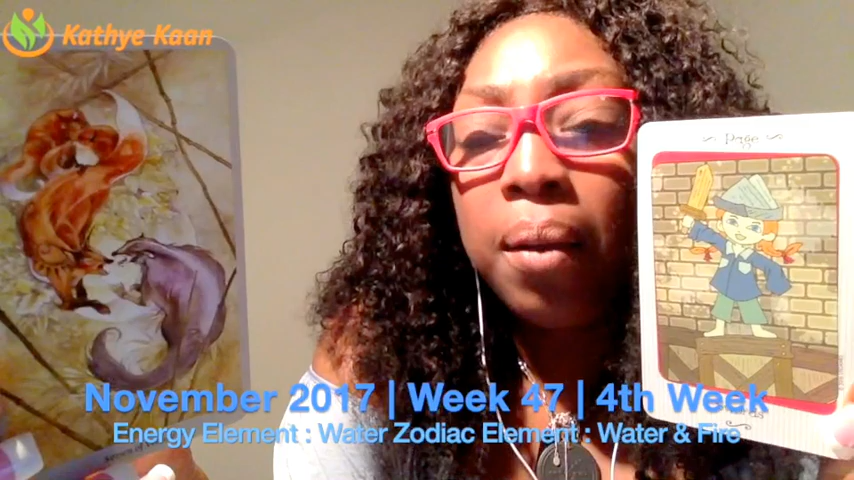 Kathye Kaan
Page
November 2017 | Week 47 | 4th Week
Energy Element : Water Zodiac Element : Water & Fire